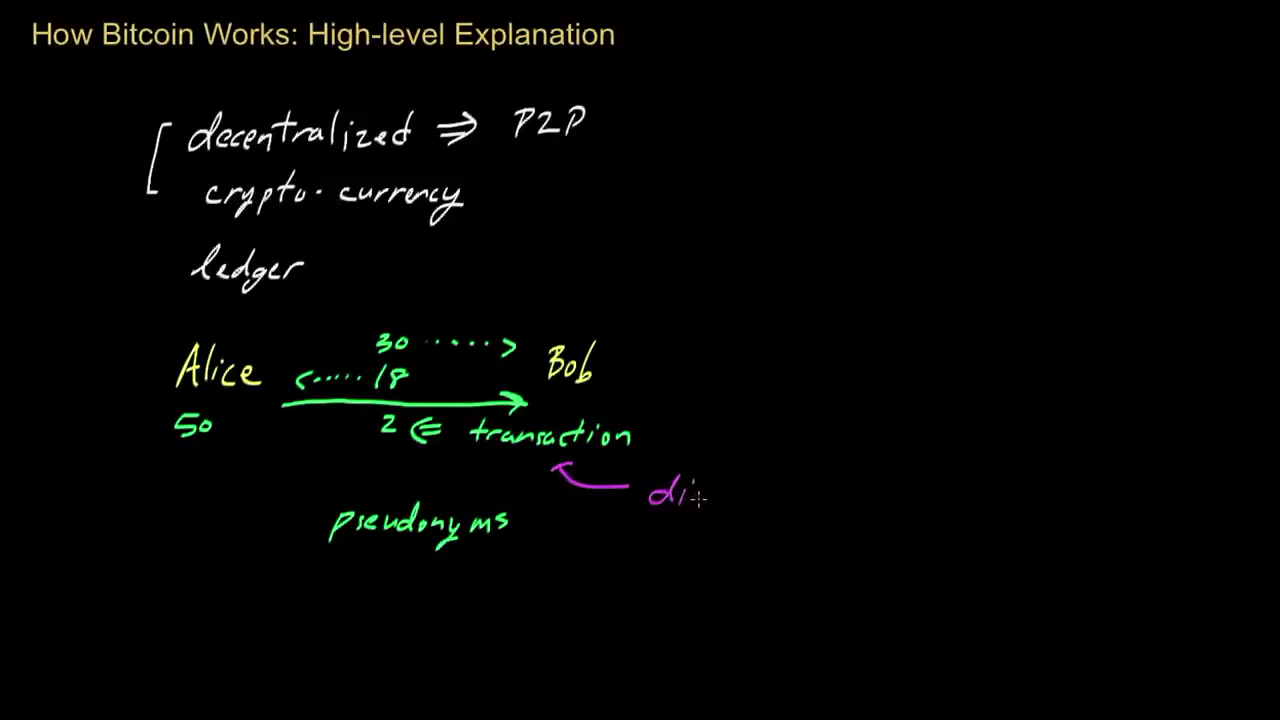 How Bitcoin Works: High-level Explanation
decentralized ⇒ P2P
crypto-currency
ledger
30 ·····>
Alice <····· 18 Bob
50 2 ⇐ transaction
di
pseudonyms